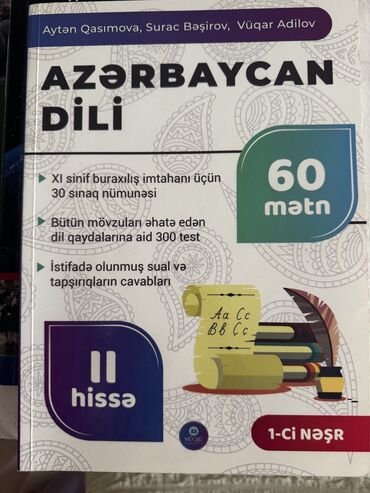 Aytən Qasımova, Surac Bəşirov, Vüqar Adilov
AZƏRBAYCAN
DİLİ
XI sinif buraxılış imtahanı üçün
30 sınaq nümunəsi
60
mətn
Bütün mövzuları əhatə edən
dil qaydalarına aid 300 test
İstifadə olunmuş sual və
tapşırıqların cavabları
Aa Cc
Bb Çç
II
hissə
1-Cİ NƏŞR